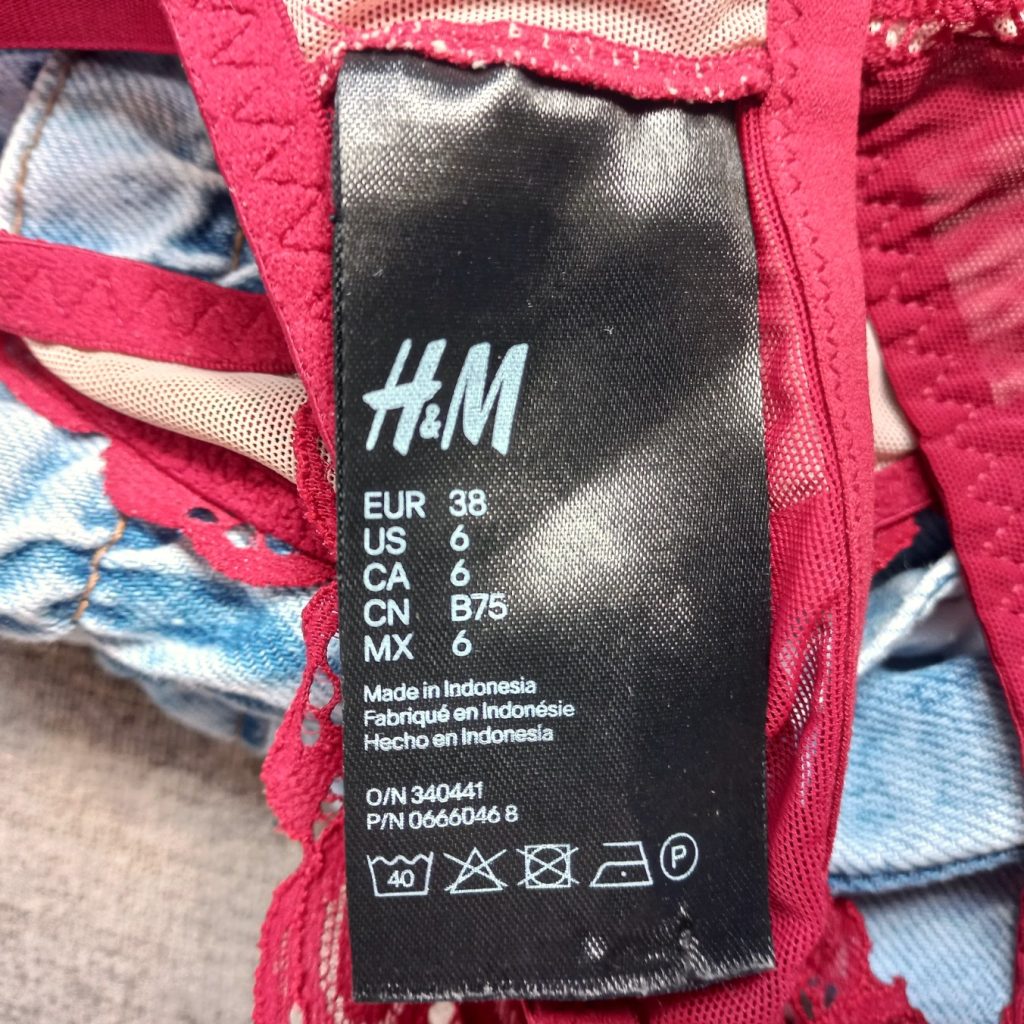 H&M
EUR 38
US 6
CA 6
CN B75
MX 6
Made in Indonesia
Fabriqué en Indonésie
Hecho en Indonesia
O/N 340441
P/N 0666046 8
40 P